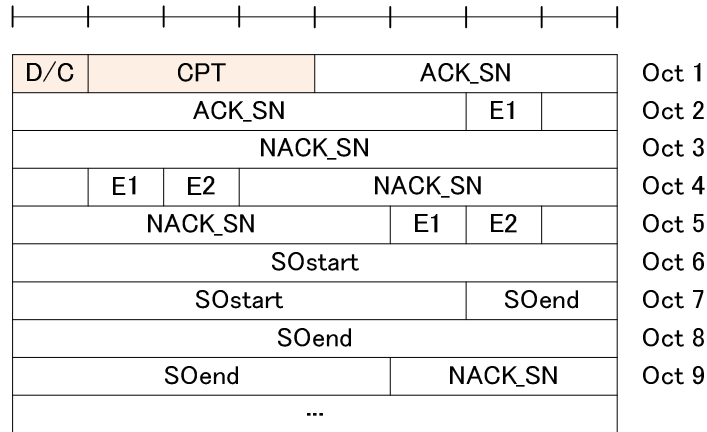 D/C CPT ACK_SN Oct 1
ACK_SN E1 Oct 2
NACK_SN Oct 3
E1 E2 NACK_SN Oct 4
NACK_SN E1 E2 Oct 5
SOstart Oct 6
SOstart SOend Oct 7
SOend Oct 8
SOend NACK_SN Oct 9
...